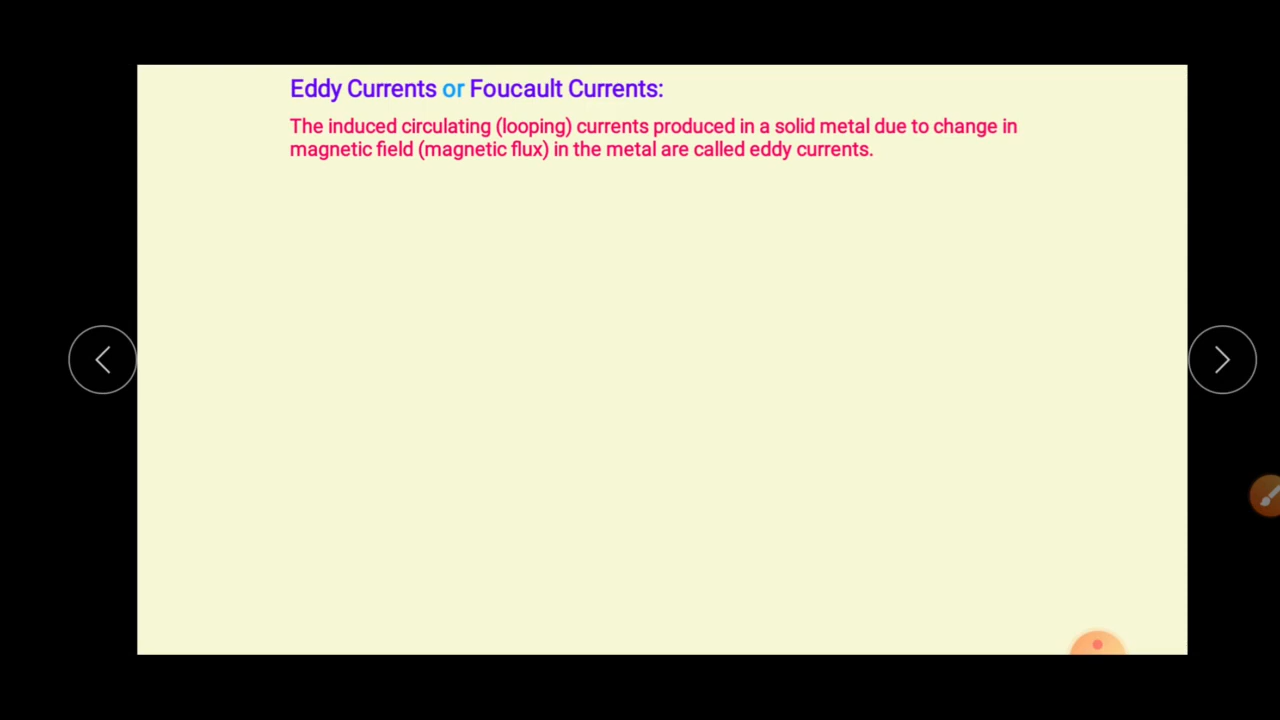 Eddy Currents or Foucault Currents:
The induced circulating (looping) currents produced in a solid metal due to change in
magnetic field (magnetic flux) in the metal are called eddy currents.